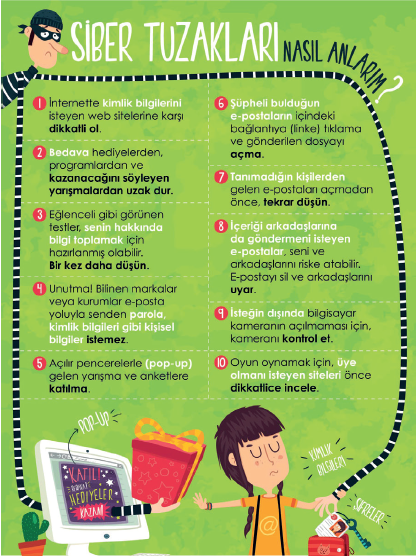 SİBER TUZAKLARI NASIL ANLARIM?
1 İnternette kimlik bilgilerini
isteyen web sitelerine karşı
dikkatli ol.
2 Bedava hediyelerden,
programlardan ve
kazanacağını söyleyen
yarışmalardan uzak dur.
3 Eğlenceli gibi görünen
testler, senin hakkında
bilgi toplamak için
hazırlanmış olabilir.
Bir kez daha düşün.
4 Unutma! Bilinen markalar
veya kurumlar e-posta
yoluyla senden parola,
kimlik bilgileri gibi kişisel
bilgiler istemez.
5 Açılır pencerelerle (pop-up)
gelen yarışma ve anketlere
katılma.
6 Şüpheli bulduğun
e-postaların içindeki
bağlantıya (linke) tıklama
ve gönderilen dosyayı
açma.
7 Tanımadığın kişilerden
gelen e-postaları açmadan
önce, tekrar düşün.
8 İçeriği arkadaşlarına
da göndermeni isteyen
e-postalar, seni ve
arkadaşlarını riske atabilir.
E-postayı sil ve arkadaşlarını
uyar.
9 İsteğin dışında bilgisayar
kameranın açılmaması için,
kameranı kontrol et.
10 Oyun oynamak için, üye
olmanı isteyen siteleri önce
dikkatlice incele.
POP-UP
KATIL!
HEDİYELER
KAZAN!
@
KİMLİK
BİLGİLERİ
ŞİFRELER